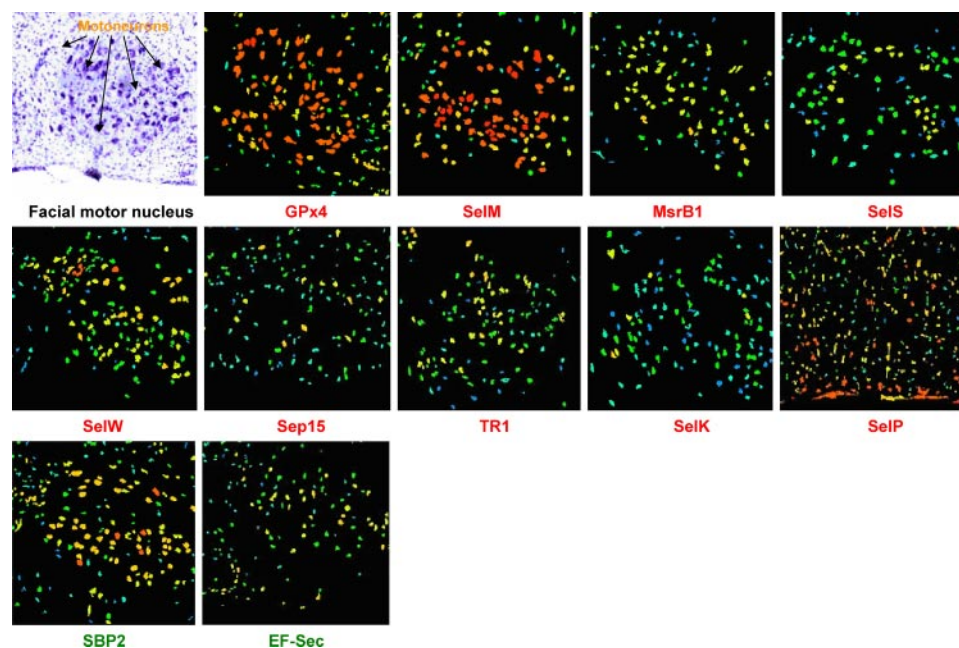 Motoneurons
Facial motor nucleus
GPx4
SelM
MsrB1
SelS
SelW
Sep15
TR1
SelK
SelP
SBP2
EF-Sec